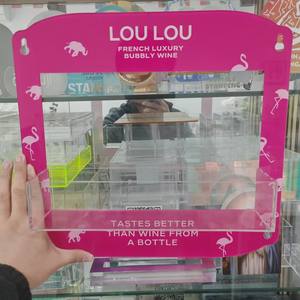 LOU LOU
FRENCH LUXURY
BUBBLY WINE
TASTES BETTER
THAN WINE FROM
A BOTTLE